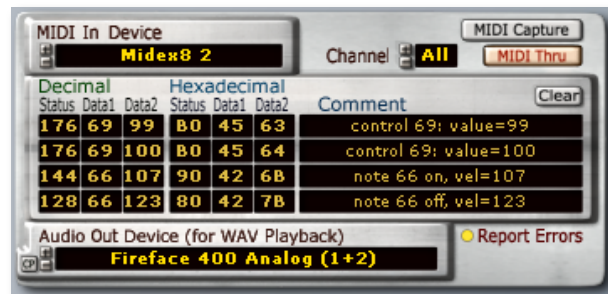 MIDI In Device
MIDI Capture
Midex8 2
Channel All
MIDI Thru
Decimal Hexadecimal
Status Data1 Data2 Status Data1 Data2 Comment Clear
176 69 99 B0 45 63 control 69: value=99
176 69 100 B0 45 64 control 69: value=100
144 66 107 90 42 6B note 66 on, vel=107
128 66 123 80 42 7B note 66 off, vel=123
Audio Out Device (for WAV Playback)
Report Errors
CP Fireface 400 Analog (1+2)